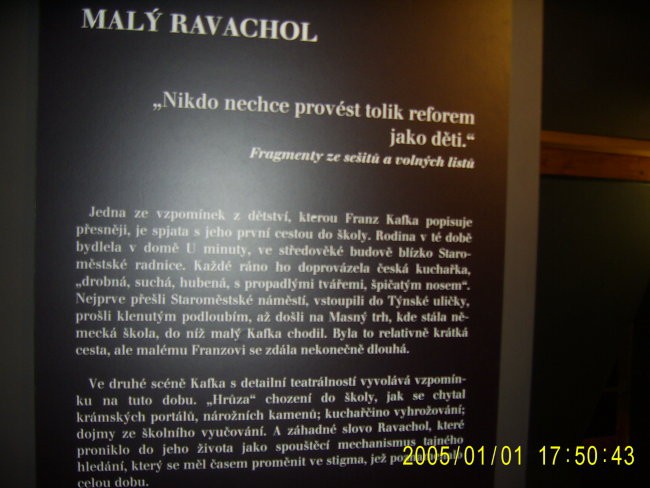 MALÝ RAVACHOL
„Nikdo nechce provést tolik reforem
jako děti.“
Fragmenty ze sešitů a volných listů
Jedna ze vzpomínek z dětství, kterou Franz Kafka popisuje
přesněji, je spjata s jeho první cestou do školy. Rodina v té době
bydlela v domě U minuty, ve středověké budově blízko Staro-
městské radnice. Každé ráno ho doprovázela česká kuchařka,
„drobná, suchá, hubená, s propadlými tvářemi, špičatým nosem“.
Nejprve přešli Staroměstské náměstí, vstoupili do Týnské uličky,
prošli klenutým podloubím, až došli na Masný trh, kde stála ně-
mecká škola, do níž malý Kafka chodil. Byla to relativně krátká
cesta, ale malému Franzovi se zdála nekonečně dlouhá.
Ve druhé scéně Kafka s detailní teatrálností vyvolává vzpomín-
ku na tuto dobu. „Hrůza“ chození do školy, jak se chytal
krámských portálů, nárožních kamenů; kuchařčino vyhrožování;
dojmy ze školního vyučování. A záhadné slovo Ravachol, které
proniklo do jeho života jako spouštěcí mechanismus tajného
hledání, který se měl časem proměnit ve stigma, jež
celou dobu.
2005/01/01 17:50:43